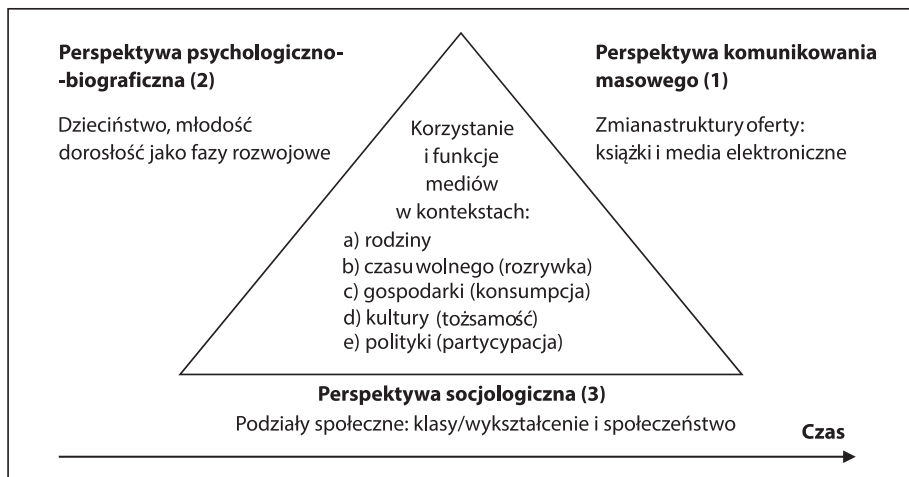 Perspektywa psychologiczno-
-biograficzna (2)
Dzieciństwo, młodość
dorosłość jako fazy rozwojowe
Perspektywa komunikowania
masowego (1)
Zmianastruktury oferty:
książki i media elektroniczne
Korzystanie
i funkcje
mediów
w kontekstach:
a) rodziny
b) czasu wolnego (rozrywka)
c) gospodarki (konsumpcja)
d) kultury (tożsamość)
e) polityki (partycypacja)
Perspektywa socjologiczna (3)
Podziały społeczne: klasy/wykształcenie i społeczeństwo
Czas